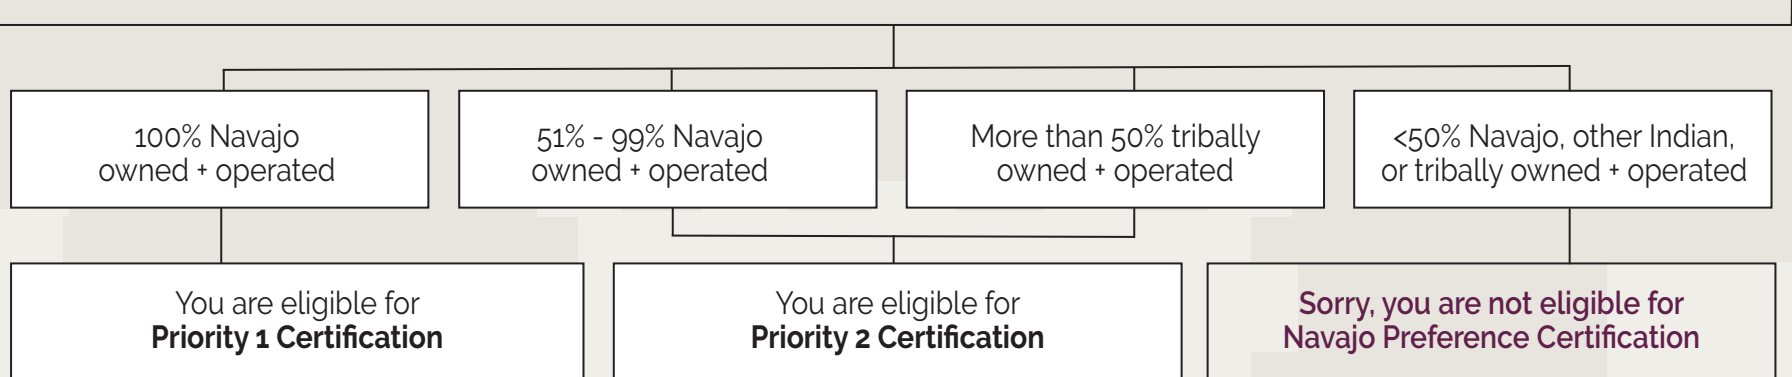 100% Navajo
owned + operated
51% - 99% Navajo
owned + operated
More than 50% tribally
owned + operated
<50% Navajo, other Indian,
or tribally owned + operated
You are eligible for
Priority 1 Certification
You are eligible for
Priority 2 Certification
Sorry, you are not eligible for
Navajo Preference Certification